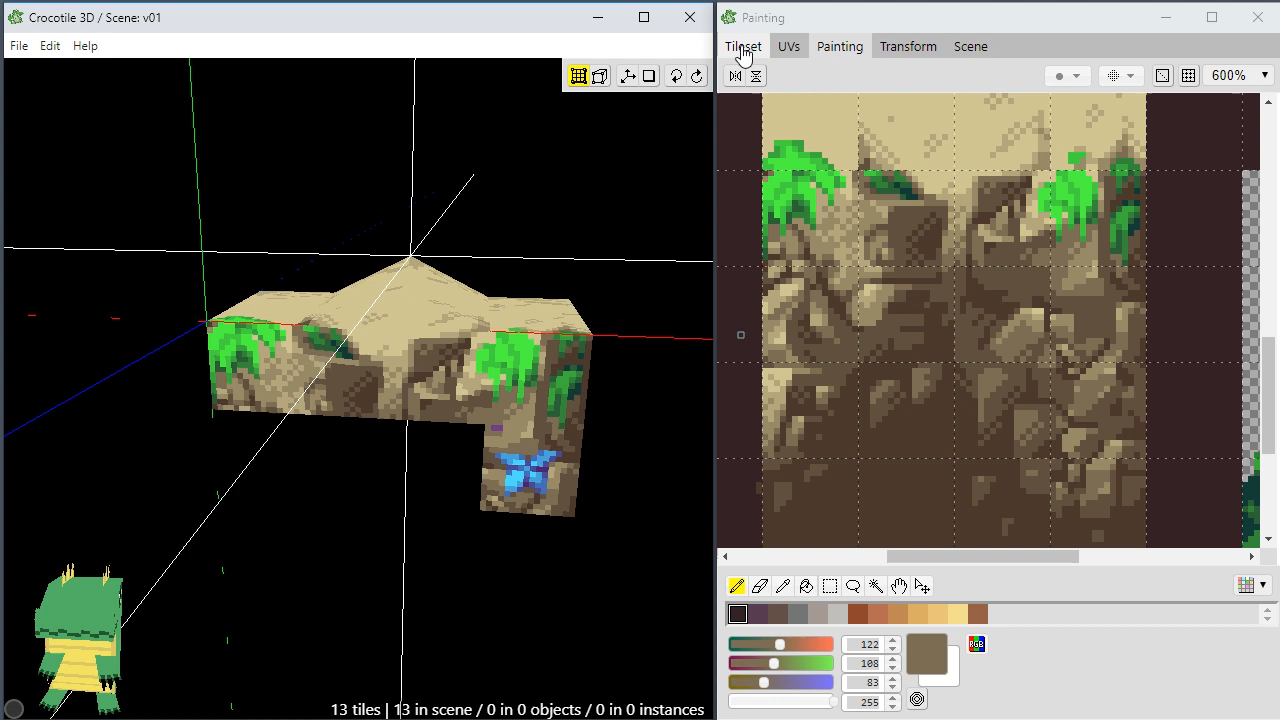 Crocotile 3D / Scene: v01
File Edit Help
13 tiles | 13 in scene / 0 in 0 objects / 0 in 0 instances
Painting
Tileset UVs Painting Transform Scene
600%
122
108
83
255
RGB